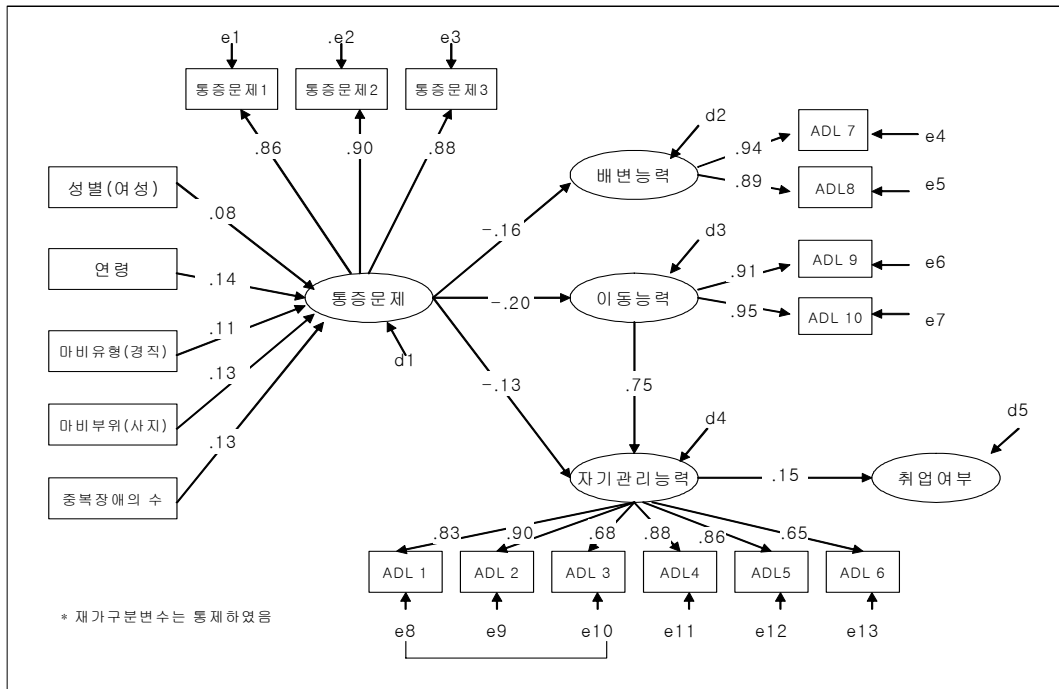 e1 .e2 e3
통증문제1 통증문제2 통증문제3
.86 .90 .88
d2
ADL 7 e4
.94
배변능력
.89
ADL8 e5
성별(여성)
.08
-.16
d3
ADL 9 e6
.91
연령
.14
통증문제
-.20
이동능력
.95
ADL 10 e7
.11
마비유형(경직)
d1
.13
-.13
.75
마비부위(사지)
.13
d4
d5
중복장애의 수
자기관리능력
.15
취업여부
.83 .90 .68 .88 .86 .65
ADL 1 ADL 2 ADL 3 ADL4 ADL5 ADL 6
* 재가구분변수는 통제하였음
e8 e9 e10 e11 e12 e13